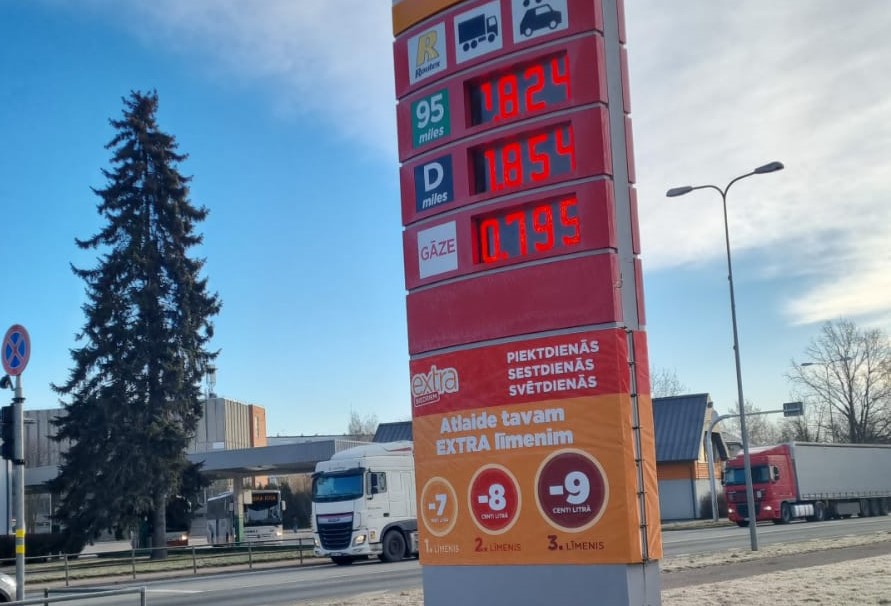 R
Routex
95
miles
1.824
D
miles
1.854
GĀZE
0.795
extra
PIEKTDIENĀS
SESTDIENĀS
SVĒTDIENĀS
Atlaide tavam
EXTRA līmenim
-7
-8
CENTI LITRĀ
-9
CENTI LITRĀ
1. LĪMENIS
2. LĪMENIS
3. LĪMENIS